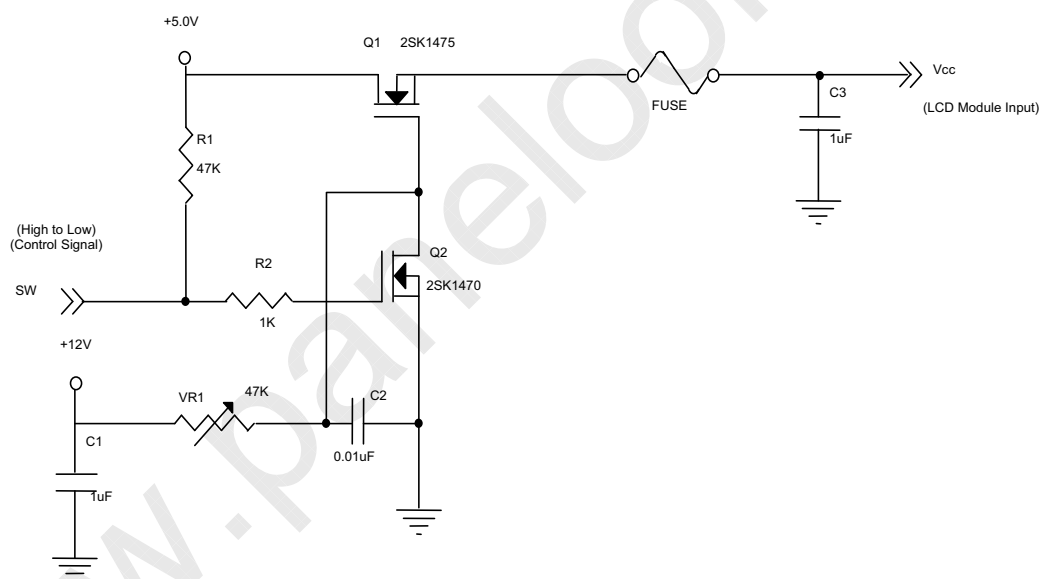 +5.0V
Q1 2SK1475
R1
47K
FUSE
C3
1uF
Vcc
(LCD Module Input)
(High to Low)
(Control Signal)
SW
R2
1K
Q2
2SK1470
+12V
VR1
47K
C2
0.01uF
C1
1uF